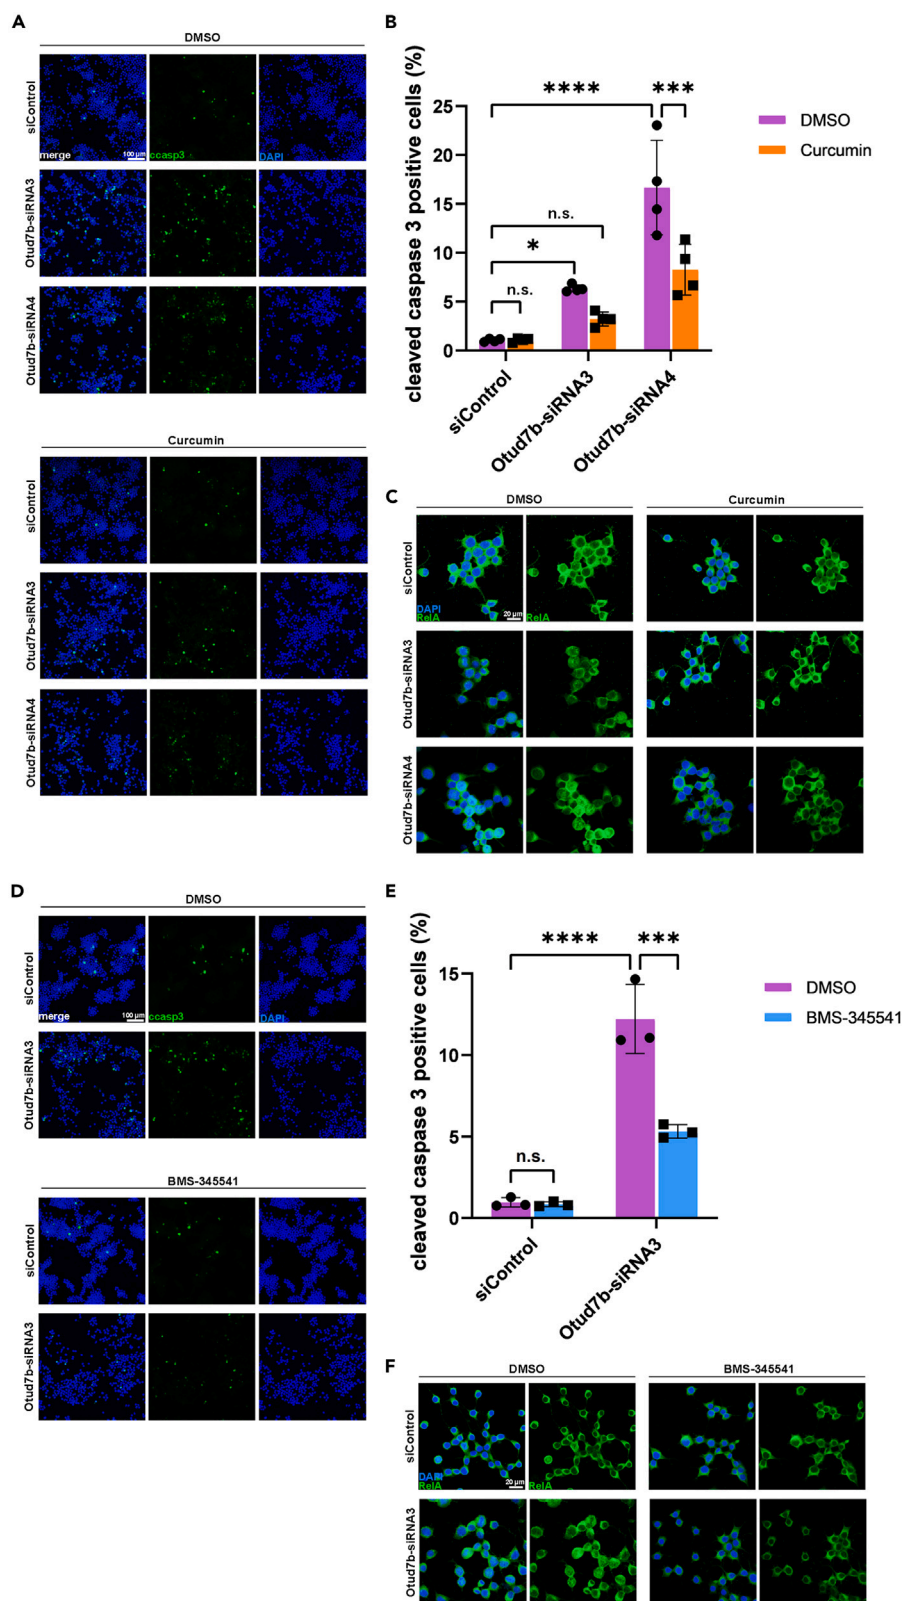 A
DMSO
siControl
merge
100 µm
ccasp3
DAPI
Otud7b-siRNA3
Otud7b-siRNA4
Curcumin
siControl
Otud7b-siRNA3
Otud7b-siRNA4
B
cleaved caspase 3 positive cells (%)
25
20
15
10
5
0
**** ***
n.s.
*
n.s.
siControl
Otud7b-siRNA3
Otud7b-siRNA4
DMSO
Curcumin
C
DMSO Curcumin
siControl
DAPI
RelA
20 µm
RelA
Otud7b-siRNA3
Otud7b-siRNA4
D
DMSO
siControl
merge
100 µm
ccasp3
DAPI
Otud7b-siRNA3
BMS-345541
siControl
Otud7b-siRNA3
E
cleaved caspase 3 positive cells (%)
15
10
5
0
**** ***
n.s.
siControl
Otud7b-siRNA3
DMSO
BMS-345541
F
DMSO BMS-345541
siControl
DAPI
RelA
20 µm
RelA
Otud7b-siRNA3